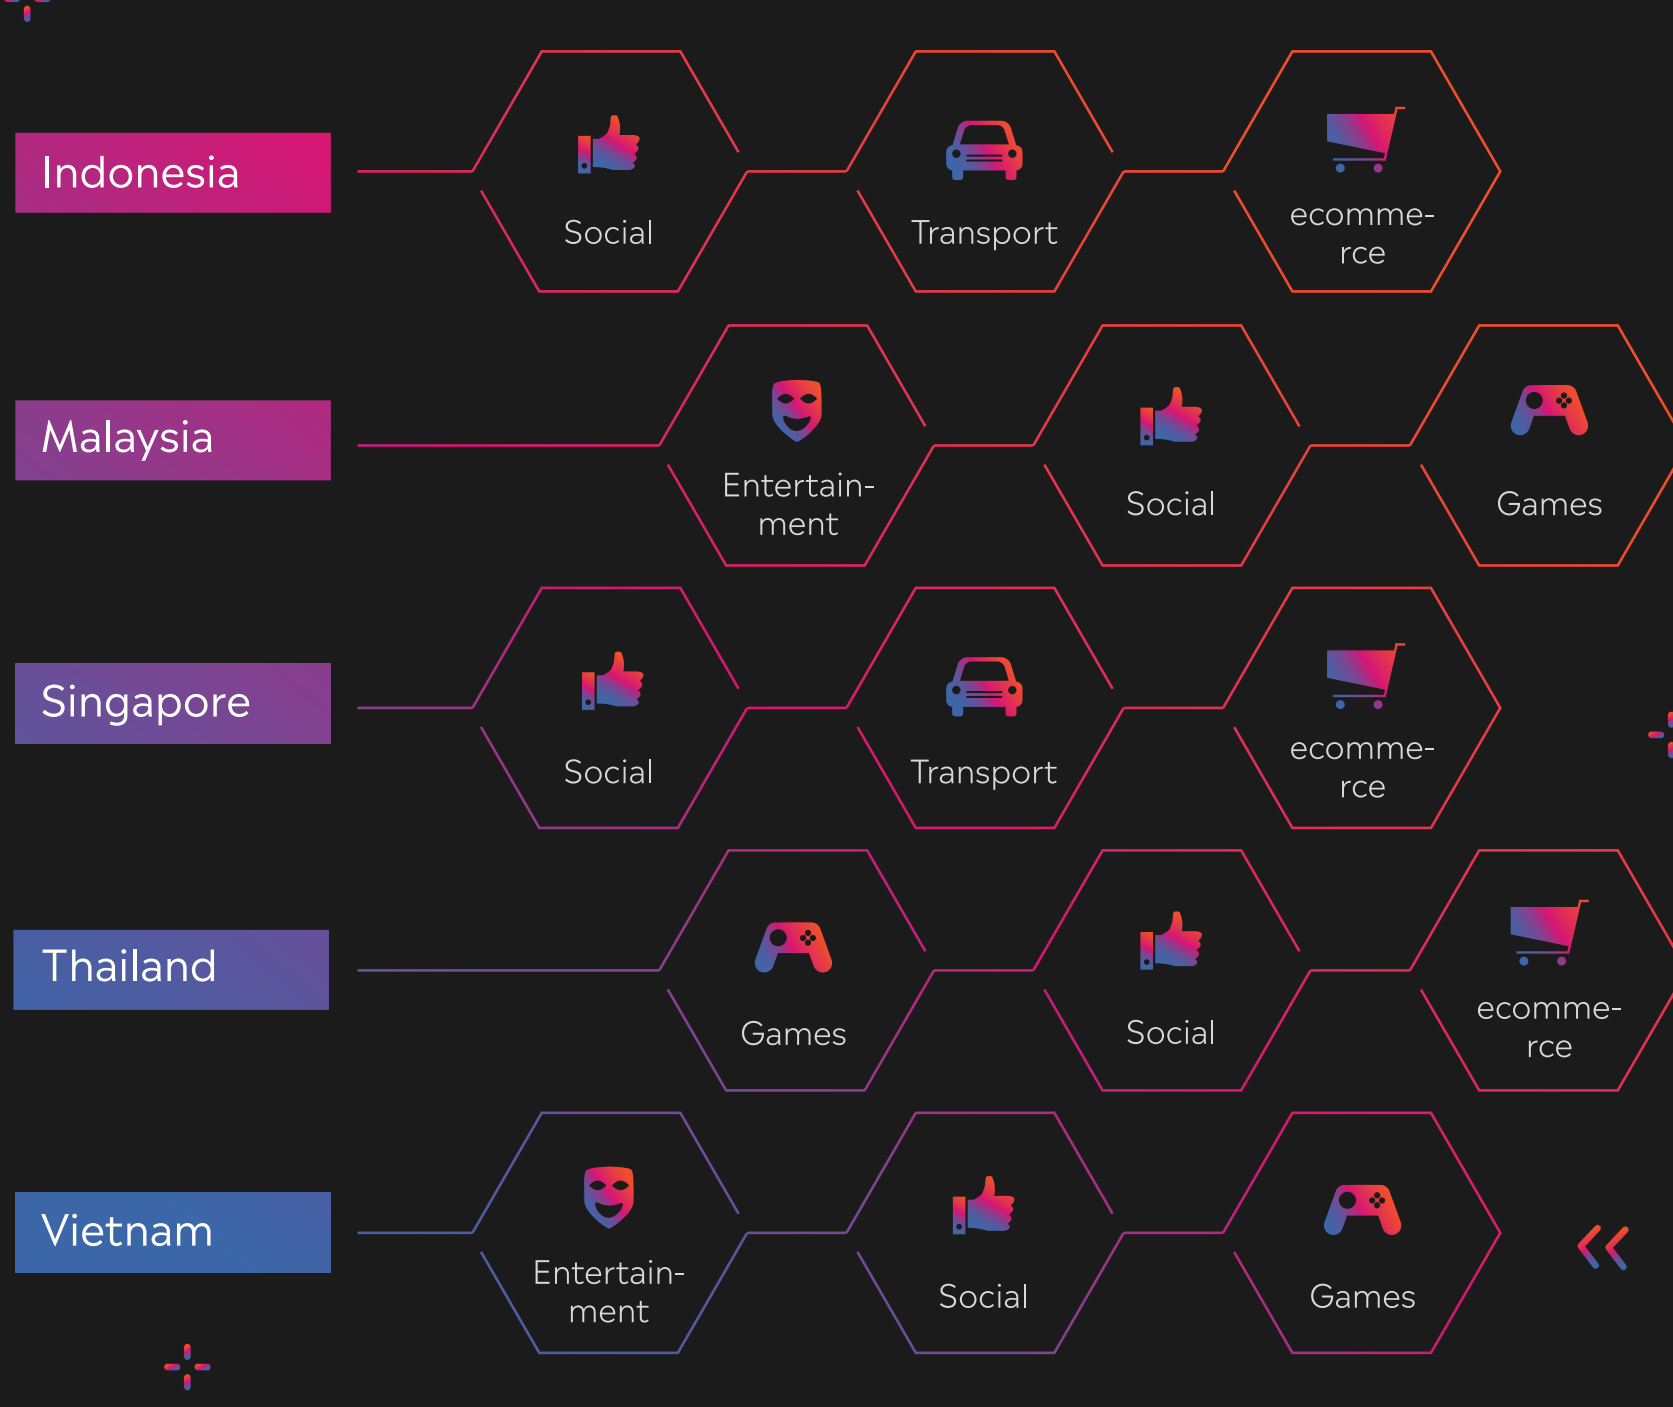 Indonesia
Social
Transport
ecomme-
rce
Malaysia
Entertain-
ment
Social
Games
Singapore
Social
Transport
ecomme-
rce
Thailand
Games
Social
ecomme-
rce
Vietnam
Entertain-
ment
Social
Games